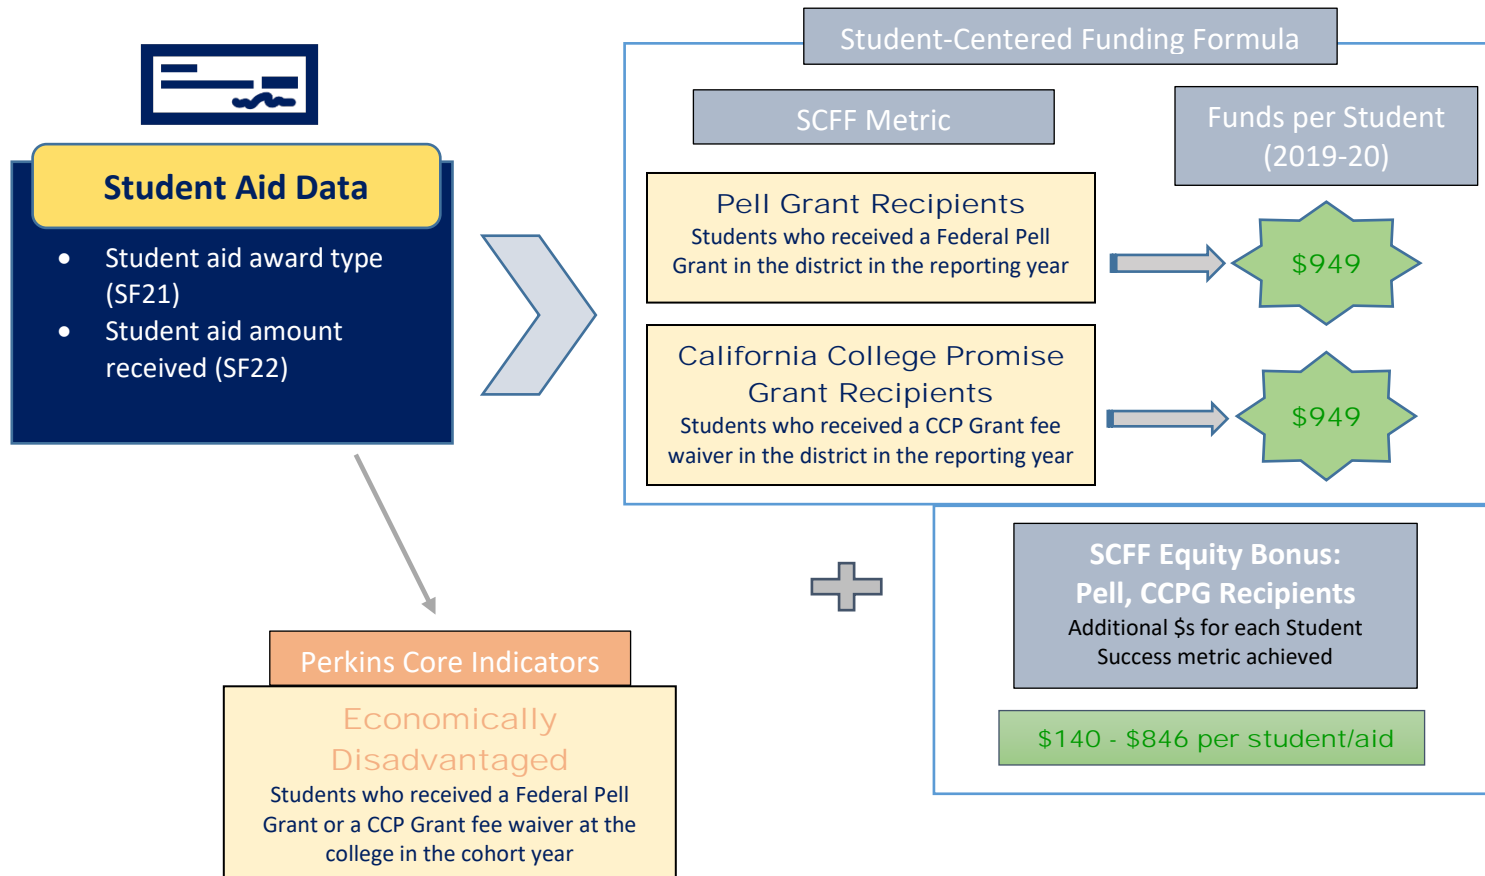 Student Aid Data
• Student aid award type
(SF21)
• Student aid amount
received (SF22)
Student-Centered Funding Formula
SCFF Metric
Funds per Student
(2019-20)
Pell Grant Recipients
Students who received a Federal Pell
Grant in the district in the reporting year
$949
California College Promise
Grant Recipients
Students who received a CCP Grant fee
waiver in the district in the reporting year
$949
SCFF Equity Bonus:
Pell, CCPG Recipients
Additional $s for each Student
Success metric achieved
$140 - $846 per student/aid
Perkins Core Indicators
Economically
Disadvantaged
Students who received a Federal Pell
Grant or a CCP Grant fee waiver at the
college in the cohort year